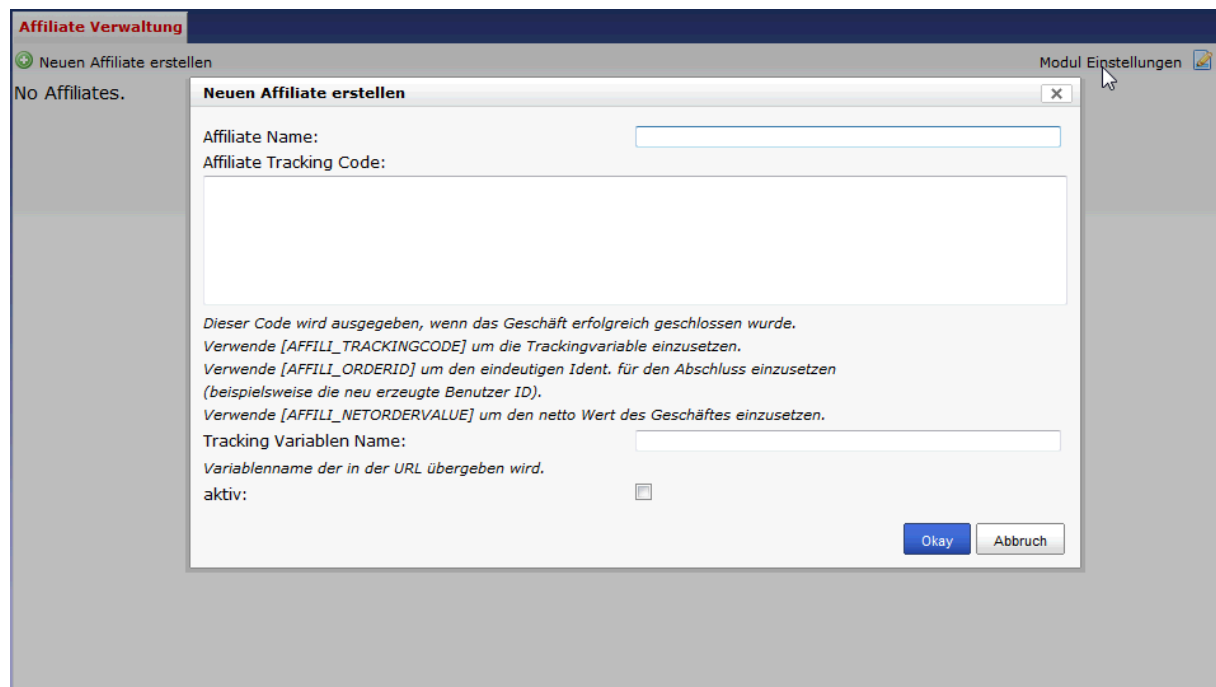 Affiliate Verwaltung
Neuen Affiliate erstellen
Modul Einstellungen
No Affiliates.
Neuen Affiliate erstellen
Affiliate Name:
Affiliate Tracking Code:
Dieser Code wird ausgegeben, wenn das Geschäft erfolgreich geschlossen wurde.
Verwende [AFFILI_TRACKINGCODE] um die Trackingvariable einzusetzen.
Verwende [AFFILI_ORDERID] um den eindeutigen Ident. für den Abschluss einzusetzen
(beispielsweise die neu erzeugte Benutzer ID).
Verwende [AFFILI_NETORDERVALUE] um den netto Wert des Geschäftes einzusetzen.
Tracking Variablen Name:
Variablenname der in der URL übergeben wird.
aktiv:
Okay
Abbruch